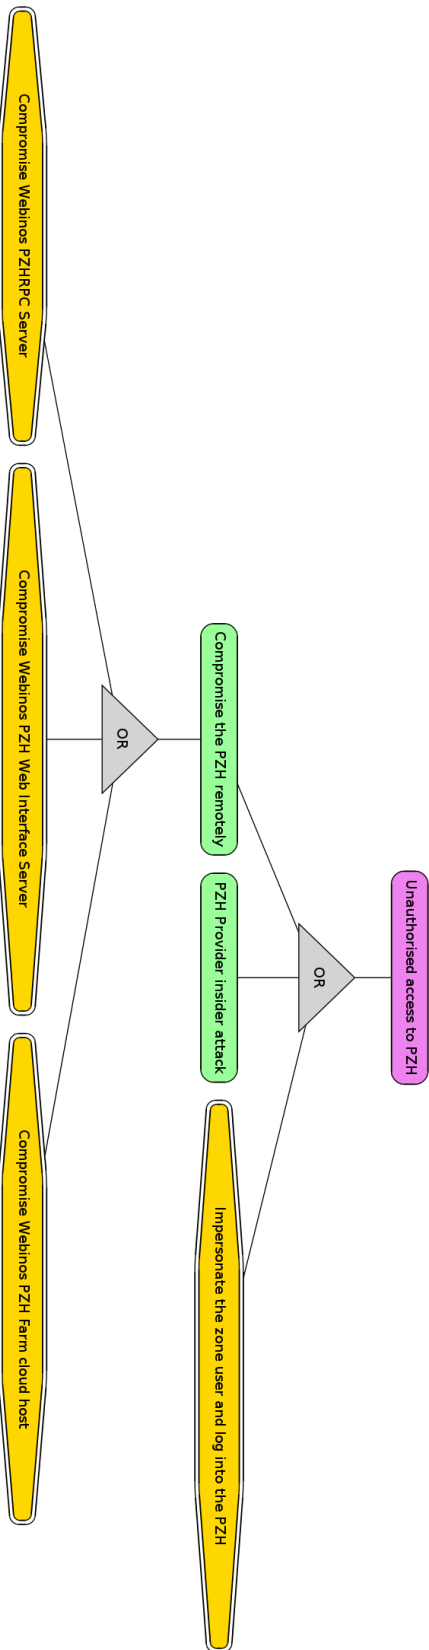 Unauthorised access to PZH
OR
Compromise the PZH remotely
PZH Provider insider attack
Impersonate the zone user and log into the PZH
OR
Compromise Webinos PZHRPC Server
Compromise Webinos PZH Web Interface Server
Compromise Webinos PZH Farm cloud host